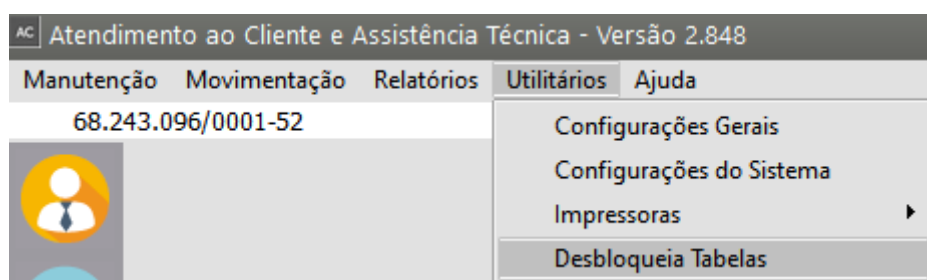 AC Atendimento ao Cliente e Assistência Técnica - Versão 2.848
Manutenção Movimentação Relatórios Utilitários Ajuda
68.243.096/0001-52
Configurações Gerais
Configurações do Sistema
Impressoras
Desbloqueia Tabelas